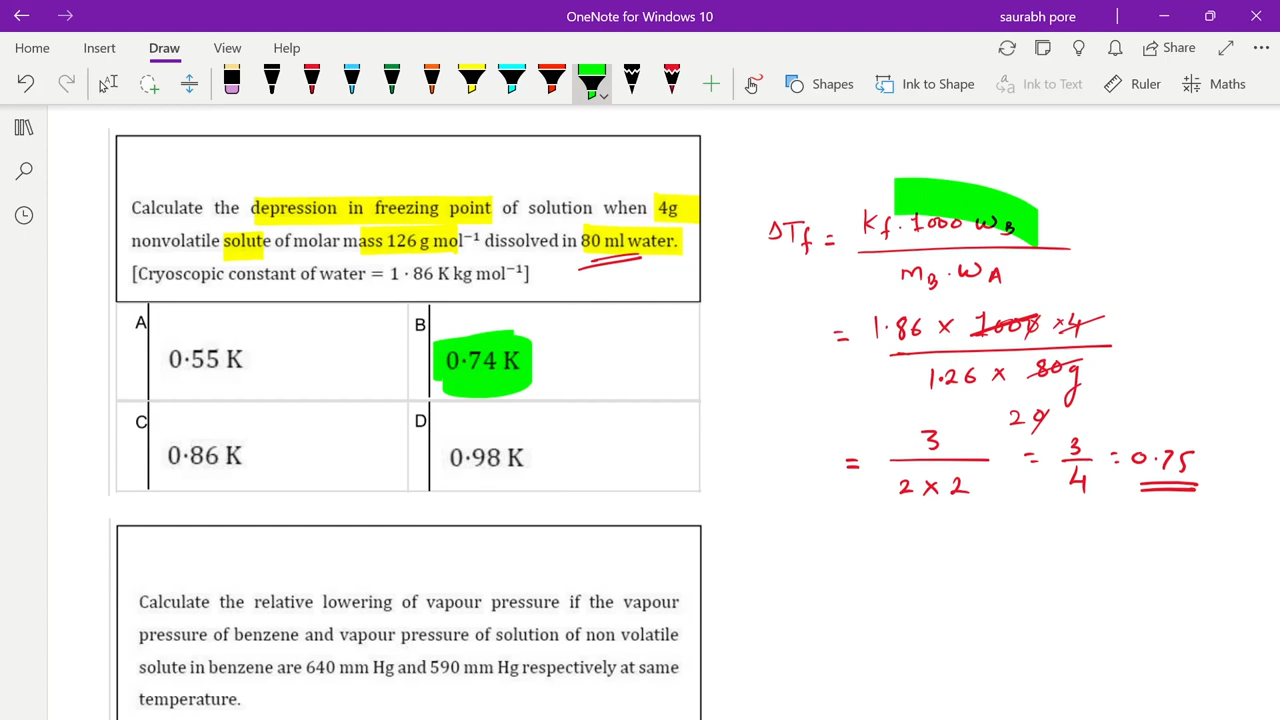 OneNote for Windows 10
saurabh pore
Home Insert Draw View Help
Share
Shapes Ink to Shape Ink to Text Ruler Maths
Calculate the depression in freezing point of solution when 4g
nonvolatile solute of molar mass 126 g mol⁻¹ dissolved in 80 ml water.
[Cryoscopic constant of water = 1 · 86 K kg mol⁻¹]
A 0·55 K
B 0·74 K
C 0·86 K
D 0·98 K
ΔTf = Kf · 1000 WB
mB · WA
= 1.86 × 1000 × 4
1.26 × 80g
20
= 3 / 2 × 2 = 3 / 4 = 0.75
Calculate the relative lowering of vapour pressure if the vapour
pressure of benzene and vapour pressure of solution of non volatile
solute in benzene are 640 mm Hg and 590 mm Hg respectively at same
temperature.